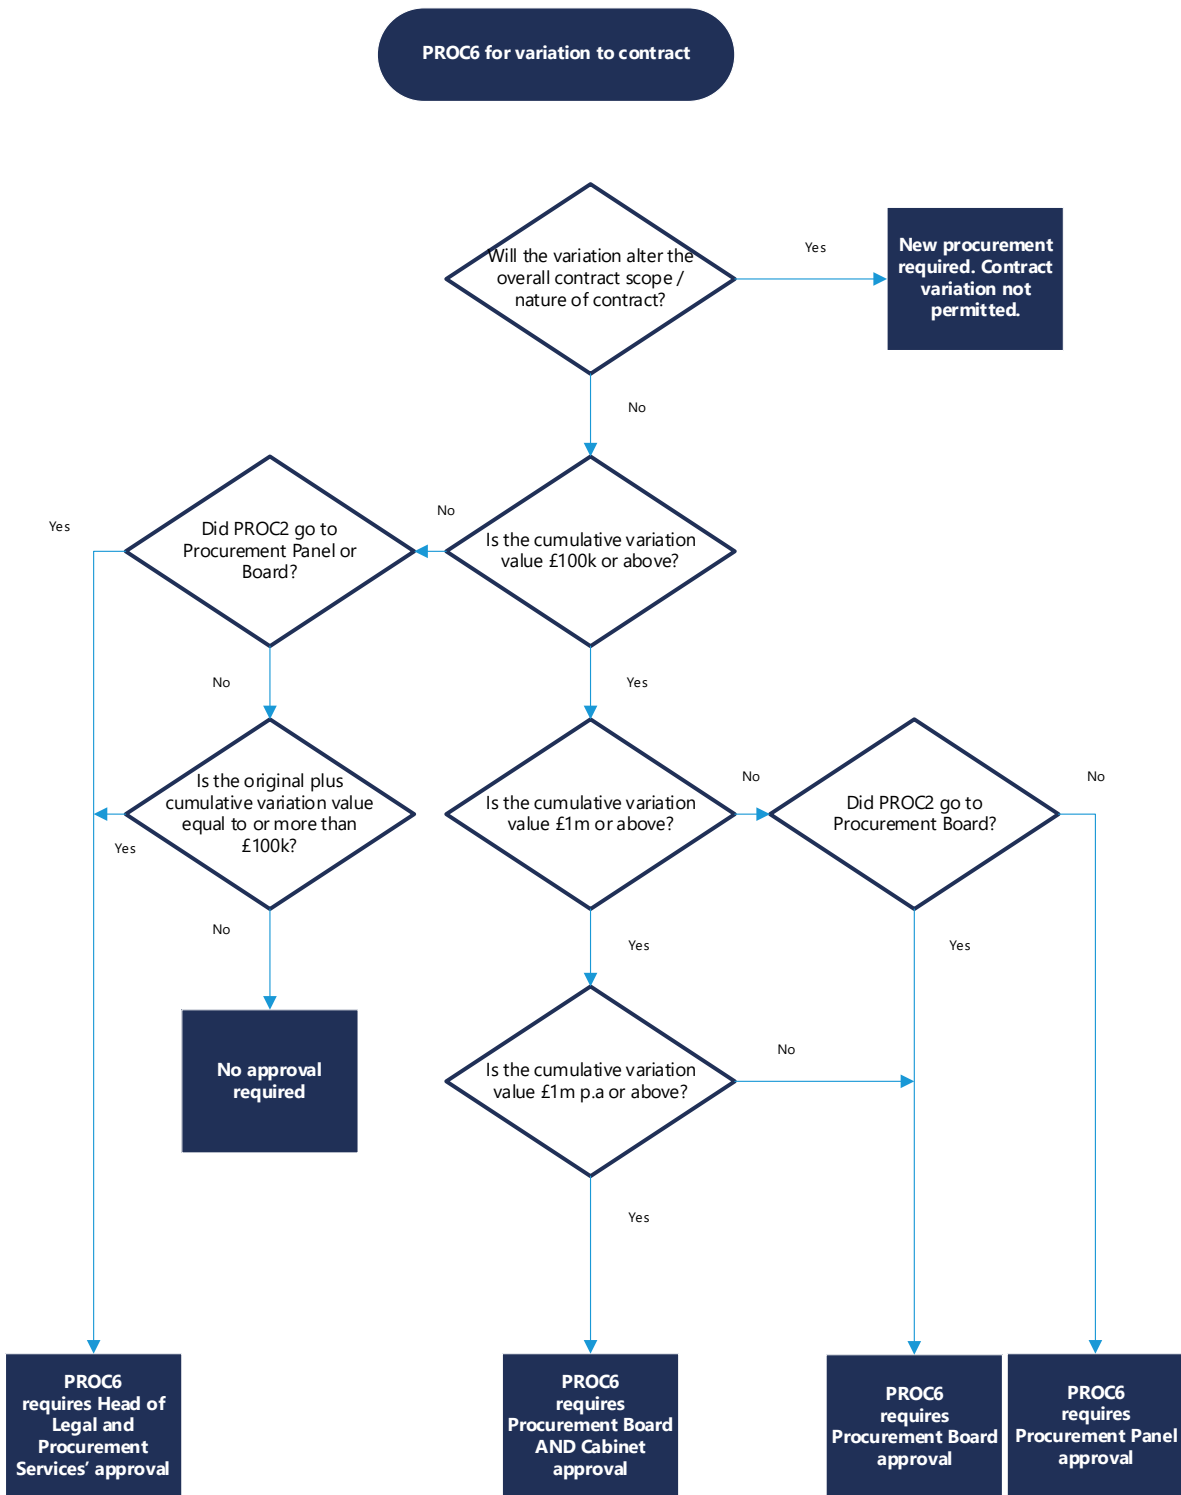 PROC6 for variation to contract
Will the variation alter the
overall contract scope /
nature of contract?
Yes
New procurement
required. Contract
variation not
permitted.
No
Did PROC2 go to
Procurement Panel or
Board?
Yes
No
Is the cumulative variation
value £100k or above?
No
Yes
Is the original plus
cumulative variation value
equal to or more than
£100k?
Yes
No
Is the cumulative variation
value £1m or above?
No
Did PROC2 go to
Procurement Board?
No
Yes
Yes
No approval
required
Is the cumulative variation
value £1m p.a or above?
No
Yes
PROC6
requires Head of
Legal and
Procurement
Services’ approval
PROC6
requires
Procurement Board
AND Cabinet
approval
PROC6
requires
Procurement Board
approval
PROC6
requires
Procurement Panel
approval